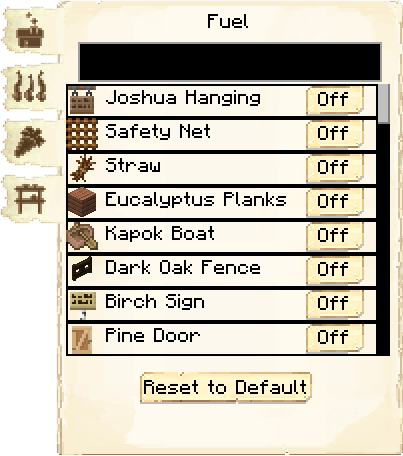 Fuel
Joshua Hanging Off
Safety Net Off
Straw Off
Eucalyptus Planks Off
Kapok Boat Off
Dark Oak Fence Off
Birch Sign Off
Pine Door Off
Reset to Default